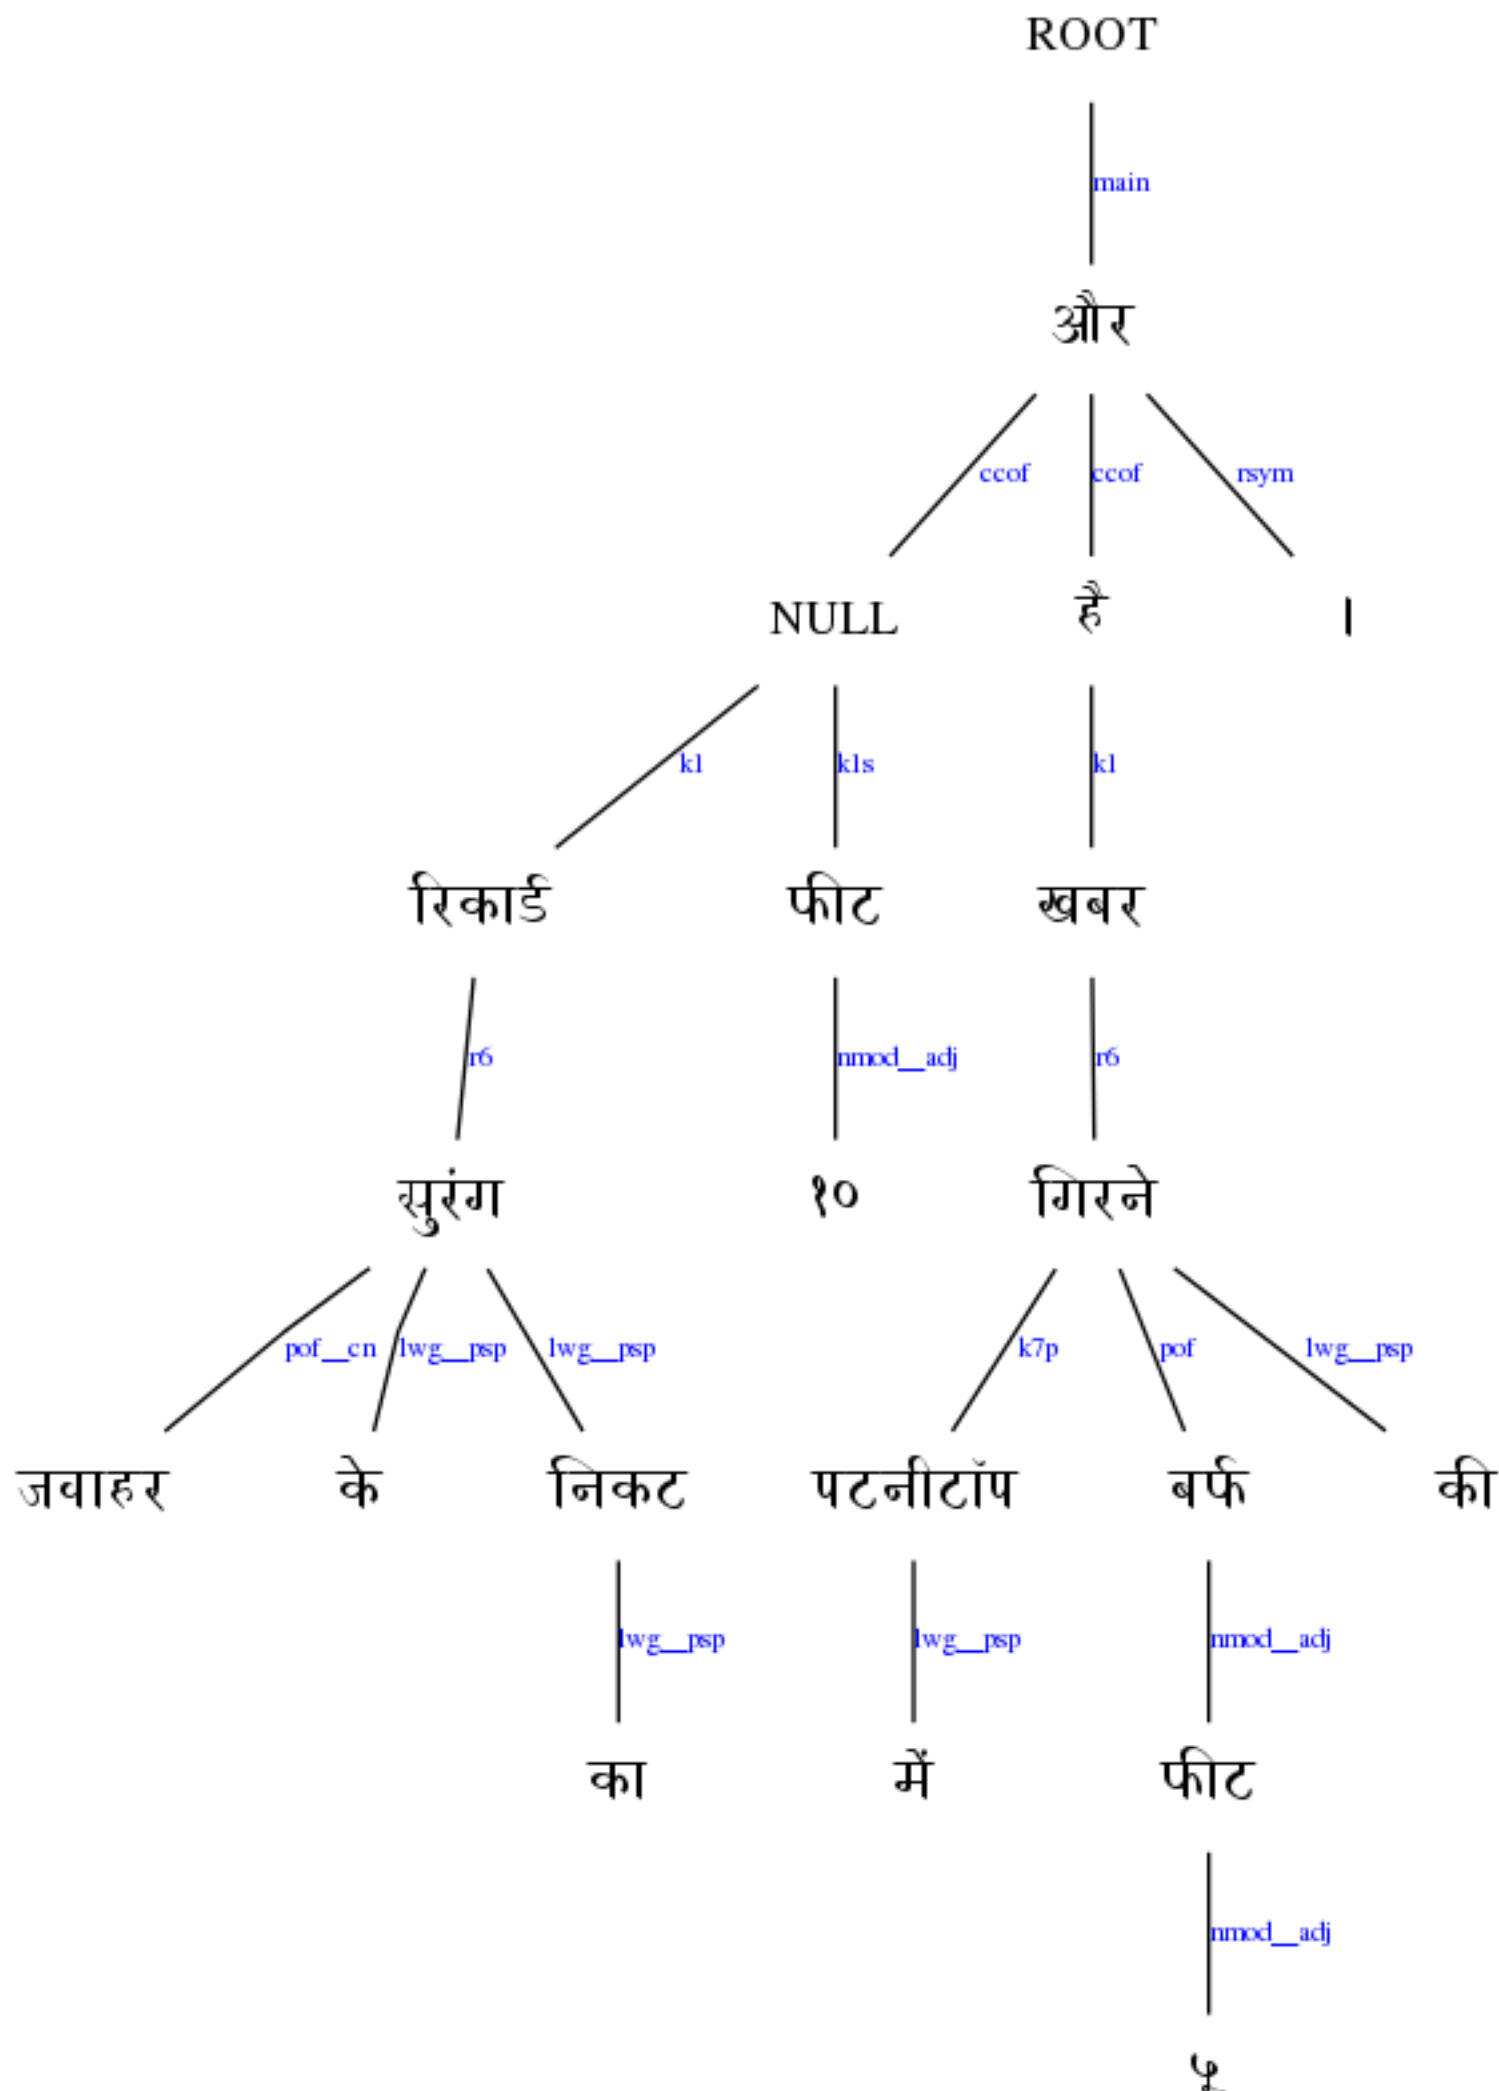 ROOT
main
और
ccof ccof rsym
NULL है ।
k1 k1s k1
रिकार्ड फीट खबर
r6 nmod__adj r6
सुरंग १० गिरने
pof__cn lwg__psp lwg__psp k7p pof lwg__psp
जवाहर के निकट पटनीटॉप बर्फ की
lwg__psp lwg__psp nmod__adj
का में फीट
nmod__adj